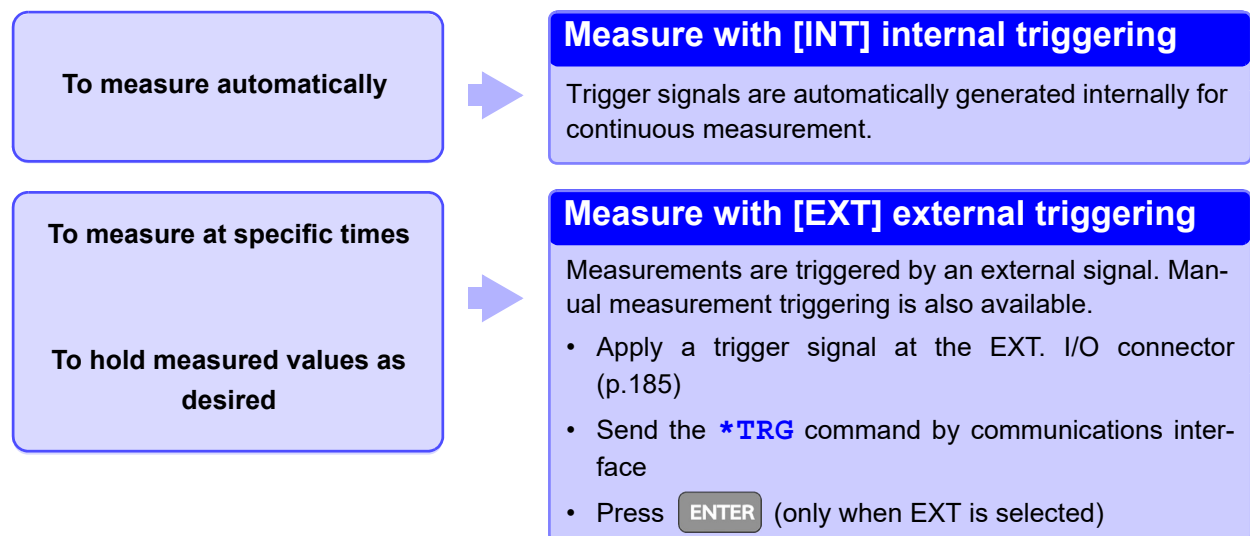 To measure automatically
Measure with [INT] internal triggering
Trigger signals are automatically generated internally for
continuous measurement.
To measure at specific times
To hold measured values as
desired
Measure with [EXT] external triggering
Measurements are triggered by an external signal. Man-
ual measurement triggering is also available.
• Apply a trigger signal at the EXT. I/O connector
(p.185)
• Send the *TRG command by communications inter-
face
• Press ENTER (only when EXT is selected)